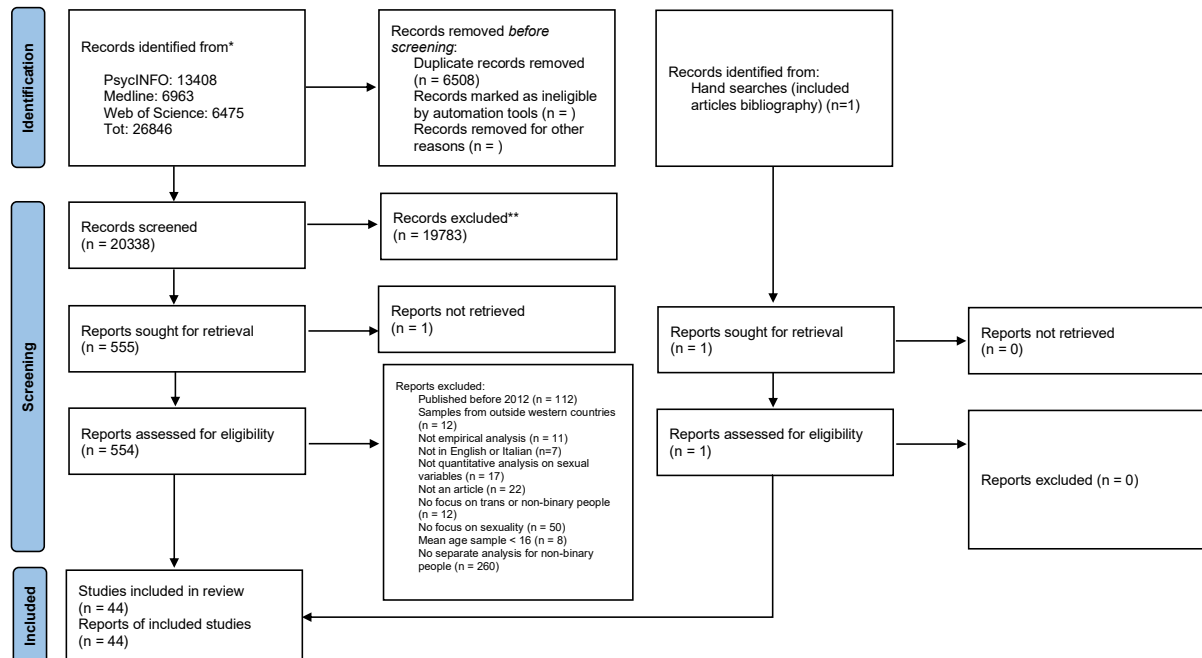 Identification
Records identified from*
PsycINFO: 13408
Medline: 6963
Web of Science: 6475
Tot: 26846
Records removed before
screening:
Duplicate records removed
(n = 6508)
Records marked as ineligible
by automation tools (n = )
Records removed for other
reasons (n = )
Records identified from:
Hand searches (included
articles bibliography) (n=1)
Screening
Records screened
(n = 20338)
Records excluded**
(n = 19783)
Reports sought for retrieval
(n = 555)
Reports not retrieved
(n = 1)
Reports sought for retrieval
(n = 1)
Reports not retrieved
(n = 0)
Reports assessed for eligibility
(n = 554)
Reports excluded:
Published before 2012 (n = 112)
Samples from outside western countries
(n = 12)
Not empirical analysis (n = 11)
Not in English or Italian (n=7)
Not quantitative analysis on sexual
variables (n = 17)
Not an article (n = 22)
No focus on trans or non-binary people
(n = 12)
No focus on sexuality (n = 50)
Mean age sample < 16 (n = 8)
No separate analysis for non-binary
people (n = 260)
Reports assessed for eligibility
(n = 1)
Reports excluded (n = 0)
Included
Studies included in review
(n = 44)
Reports of included studies
(n = 44)